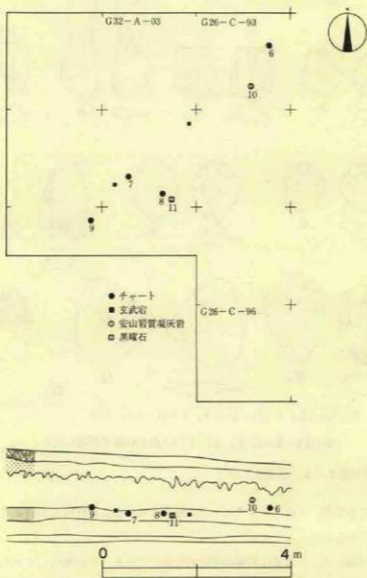 G32-A-03 G26-C-93
6
10
7
8
11
9
● チャート
■ 玄武岩
◎ 安山岩質凝灰岩
回 黒曜石
G26-C-96
9 7 8 11 10 6
0 4 m